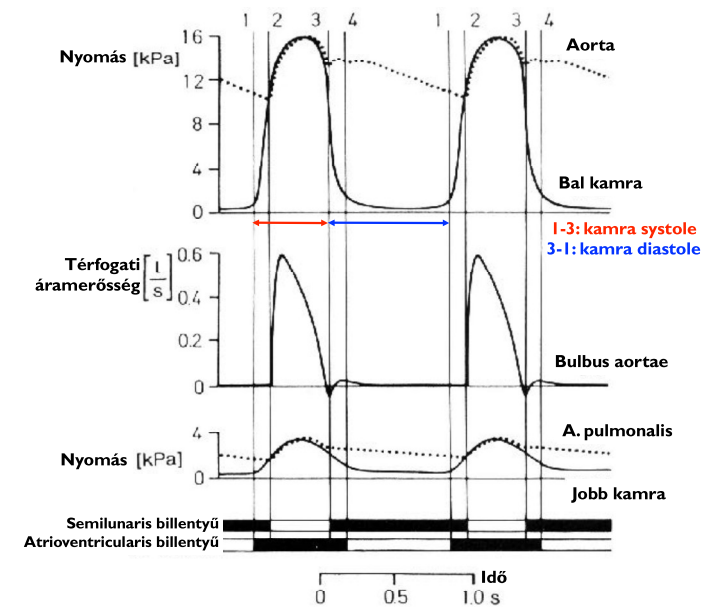 1 2 3 4 1 2 3 4
Nyomás [kPa]
16
12
8
4
0
Aorta
Bal kamra
1-3: kamra systole
3-1: kamra diastole
Térfogati
áramerősség [l/s]
0.6
0.4
0.2
0
Bulbus aortae
4
Nyomás [kPa]
0
A. pulmonalis
Jobb kamra
Semilunaris billentyű
Atrioventricularis billentyű
Idő
0 0.5 1.0 s